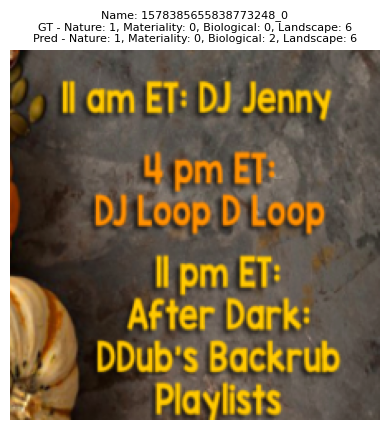 Name: 1578385655838773248_0
GT - Nature: 1, Materiality: 0, Biological: 0, Landscape: 6
Pred - Nature: 1, Materiality: 0, Biological: 2, Landscape: 6
11 am ET: DJ Jenny
4 pm ET:
DJ Loop D Loop
11 pm ET:
After Dark:
DDub's Backrub
Playlists